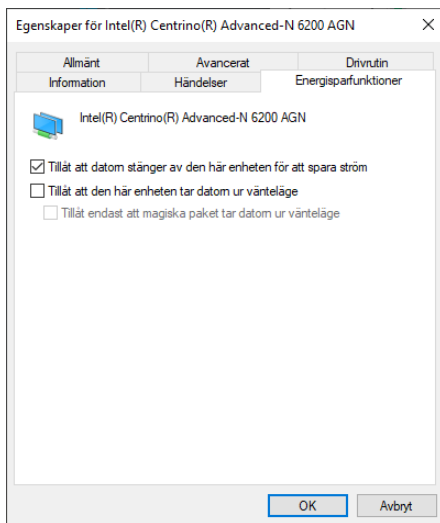 Egenskaper för Intel(R) Centrino(R) Advanced-N 6200 AGN
Allmänt Avancerat Drivrutin
Information Händelser Energisparfunktioner
Intel(R) Centrino(R) Advanced-N 6200 AGN
Tillåt att datorn stänger av den här enheten för att spara ström
Tillåt att den här enheten tar datorn ur vänteläge
Tillåt endast att magiska paket tar datorn ur vänteläge
OK Avbryt